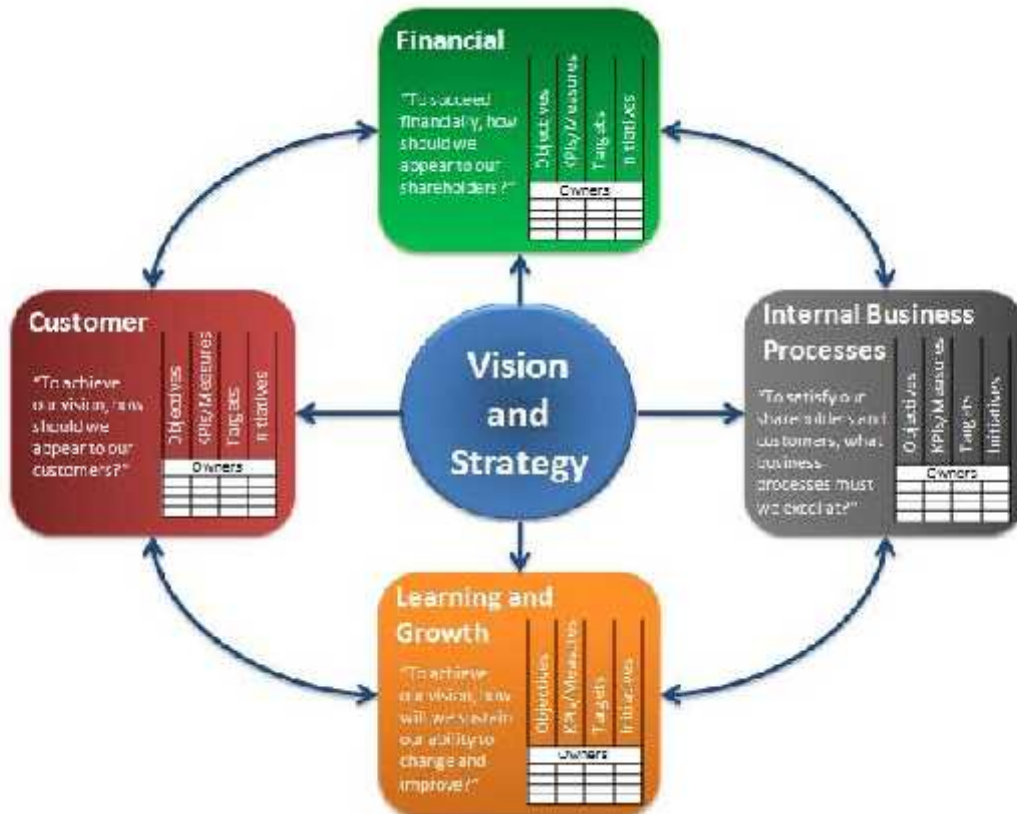 Financial
"To succeed
financially, how
should we
appear to our
shareholders?"
Objectives
KPIs/Measures
Targets
Initiatives
Owners
Customer
"To achieve
our vision, how
should we
appear to our
customers?"
Objectives
KPIs/Measures
Targets
Initiatives
Owners
Vision
and
Strategy
Internal Business
Processes
"To setisfy our
shareholders and
customers, what
business
processes must
we excel at?"
Objectives
KPIs/Measures
Targets
Initiatives
Owners
Learning and
Growth
"To achieve
our vision, how
will we sustain
our ability to
change and
improve?"
Objectives
KPIs/Measures
Targets
Initiatives
Owners